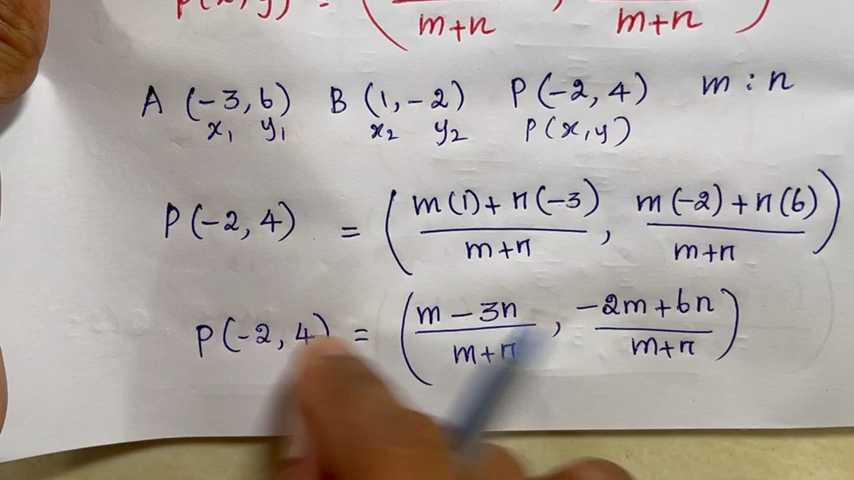 P(x,y) = ( / m+n , / m+n )
A (-3, 6) B (1, -2) P(-2, 4) m : n
x₁ y₁ x₂ y₂ P(x,y)
P(-2, 4) = ( m(1) + n(-3) / m+n , m(-2) + n(6) / m+n )
P(-2, 4) = ( m - 3n / m+n , -2m + 6n / m+n )